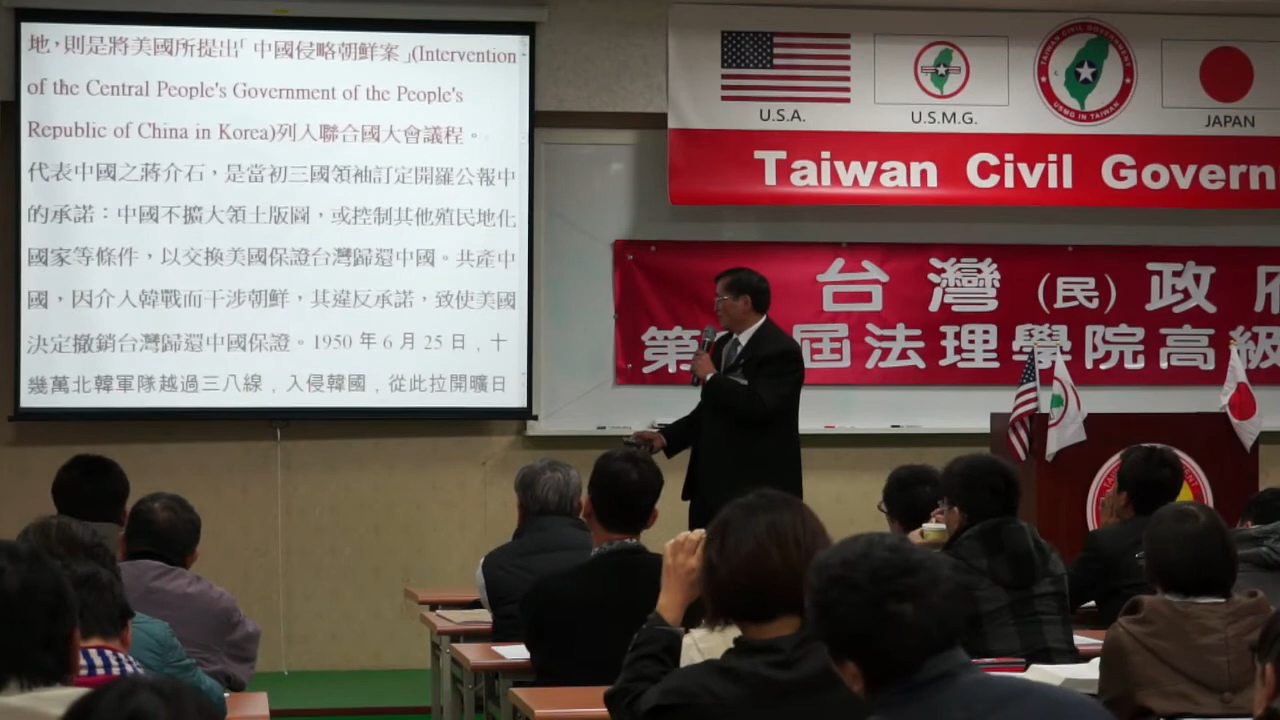 地，則是將美國所提出「中國侵略朝鮮案」(Intervention
of the Central People's Government of the People's
Republic of China in Korea)列入聯合國大會議程。
代表中國之蔣介石，是當初三國領袖訂定開羅公報中
的承諾：中國不擴大領土版圖，或控制其他殖民地化
國家等條件，以交換美國保證台灣歸還中國。共產中
國，因介入韓戰而干涉朝鮮，其違反承諾，致使美國
決定撤銷台灣歸還中國保證。1950 年 6 月 25 日，十
幾萬北韓軍隊越過三八線，入侵韓國，從此拉開曠日
U.S.A.
U.S.M.G.
TAIWAN CIVIL GOVERNMENT
USMG IN TAIWAN
JAPAN
Taiwan Civil Govern
台灣(民)政府
第 屆法理學院高級